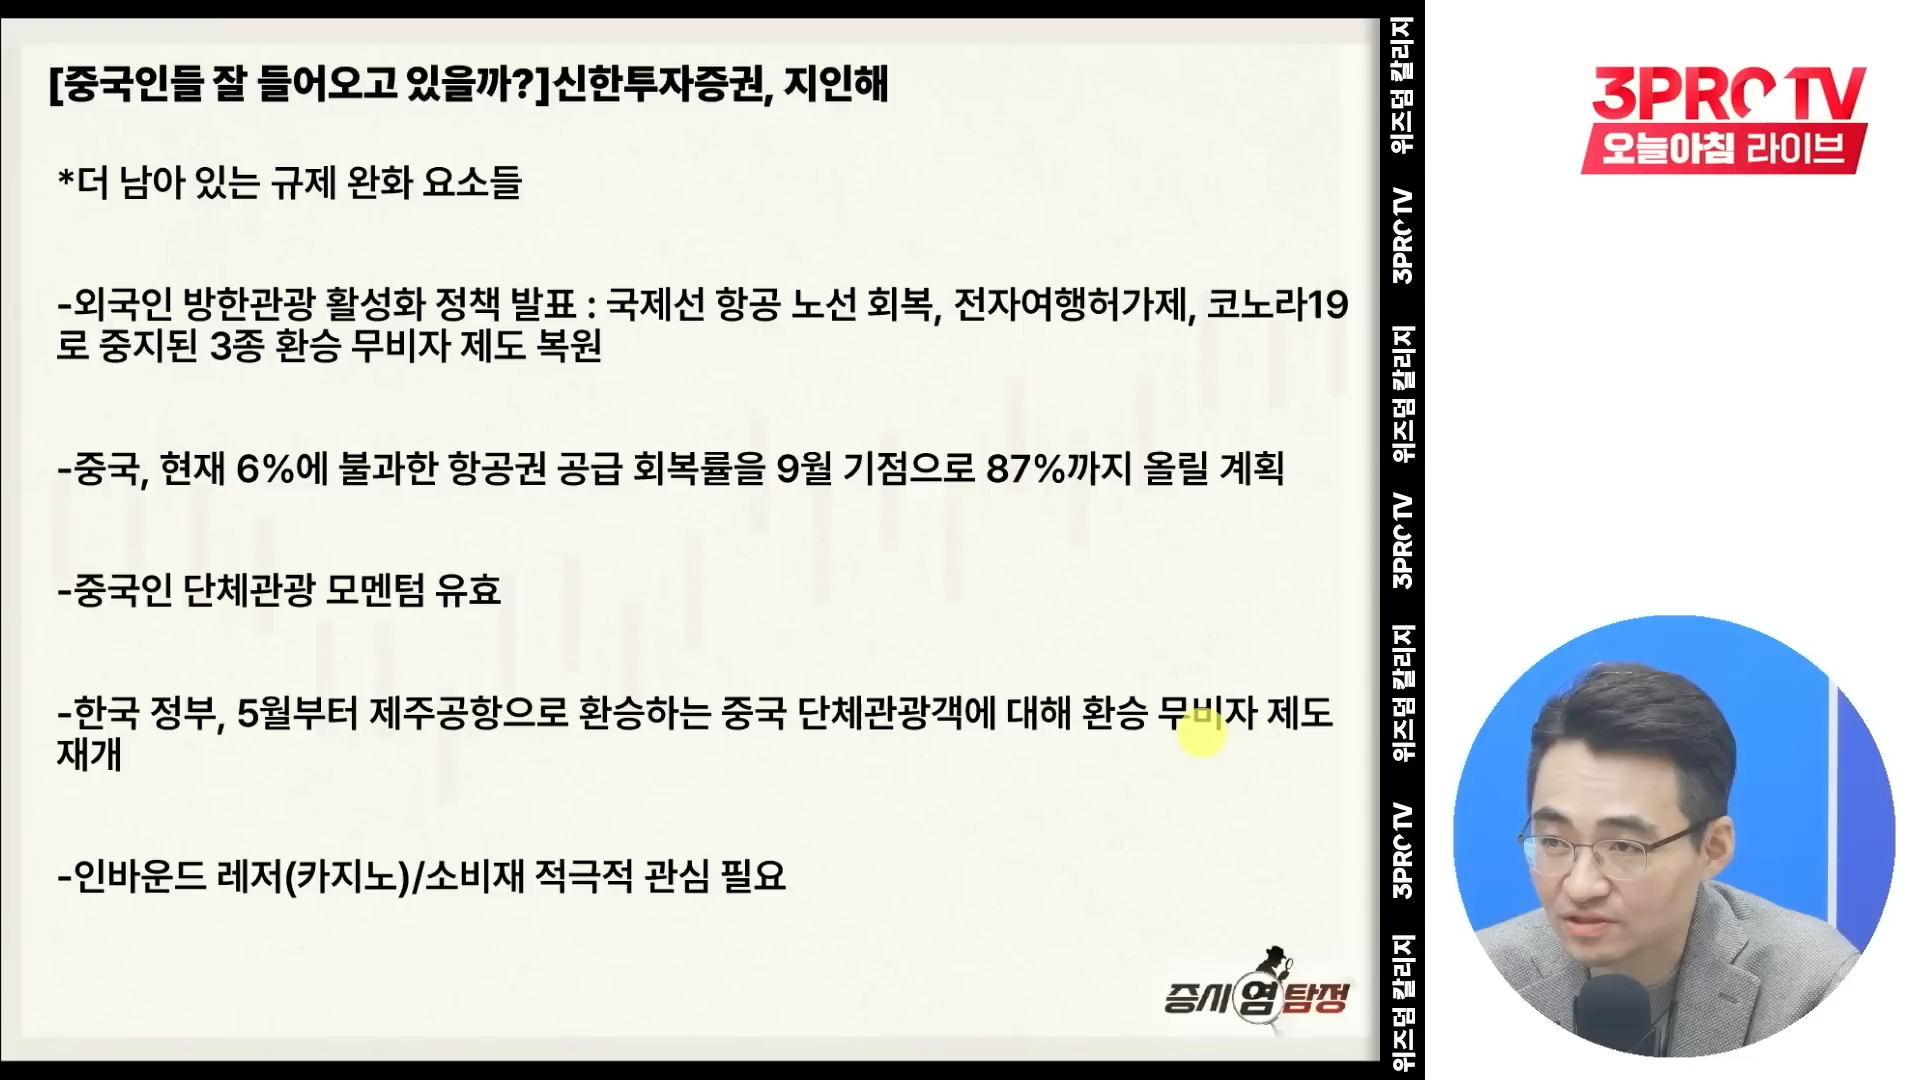 [중국인들 잘 들어오고 있을까?]신한투자증권, 지인해
*더 남아 있는 규제 완화 요소들
-외국인 방한관광 활성화 정책 발표 : 국제선 항공 노선 회복, 전자여행허가제, 코노라19
로 중지된 3종 환승 무비자 제도 복원
-중국, 현재 6%에 불과한 항공권 공급 회복률을 9월 기점으로 87%까지 올릴 계획
-중국인 단체관광 모멘텀 유효
-한국 정부, 5월부터 제주공항으로 환승하는 중국 단체관광객에 대해 환승 무비자 제도
재개
-인바운드 레저(카지노)/소비재 적극적 관심 필요
증시 염 탐정
위즈덤 칼리지
3PRO TV
위즈덤 칼리지
3PRO TV
위즈덤 칼리지
3PRO TV
위즈덤 칼리지
3PRO TV
오늘아침 라이브